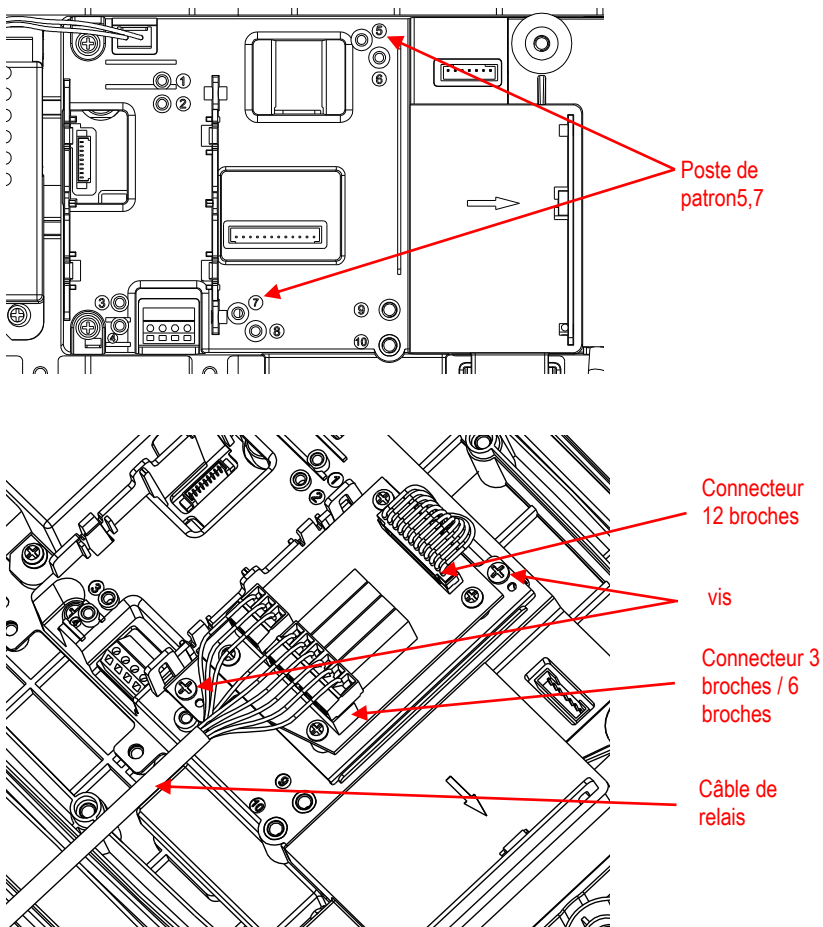 ⑤
⑥
①
②
Poste de
patron5,7
③
⑦
④
⑧
⑨
⑩
Connecteur
12 broches
①
②
vis
③
Connecteur 3
broches / 6
broches
⑨
⑩
Câble de
relais